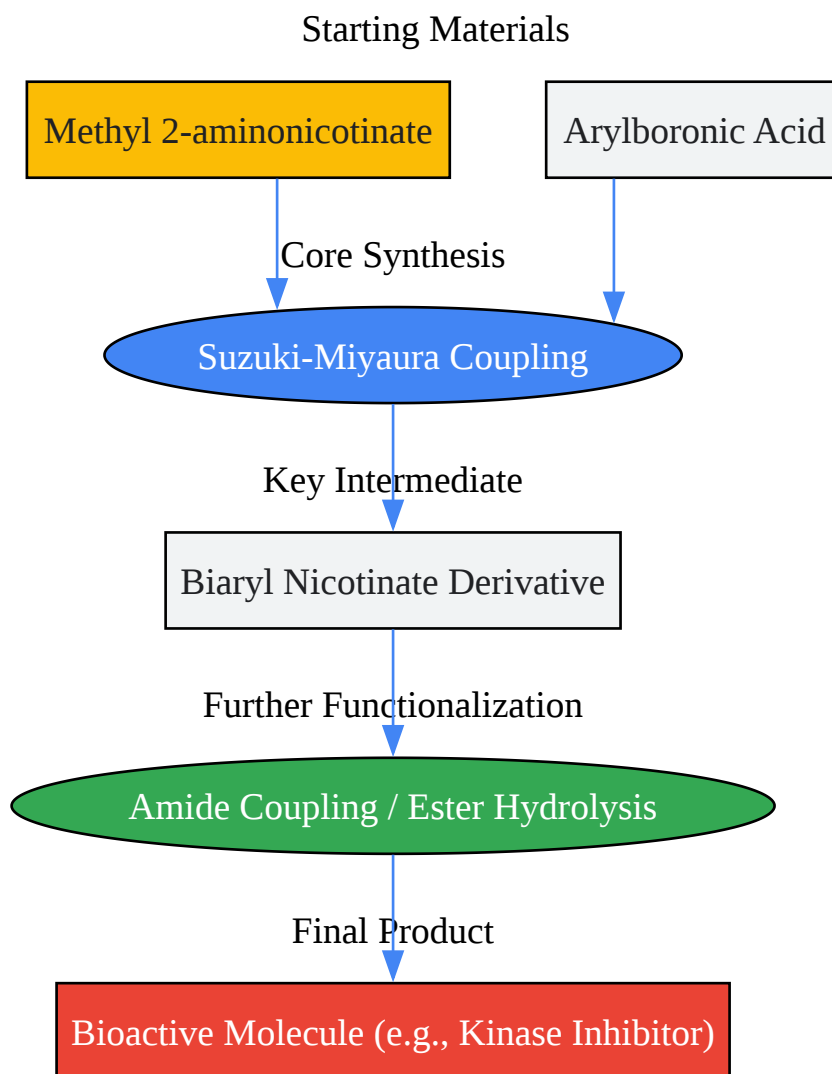 Starting Materials
Methyl 2-aminonicotinate
Arylboronic Acid
Core Synthesis
Suzuki-Miyaura Coupling
Key Intermediate
Biaryl Nicotinate Derivative
Further Functionalization
Amide Coupling / Ester Hydrolysis
Final Product
Bioactive Molecule (e.g., Kinase Inhibitor)